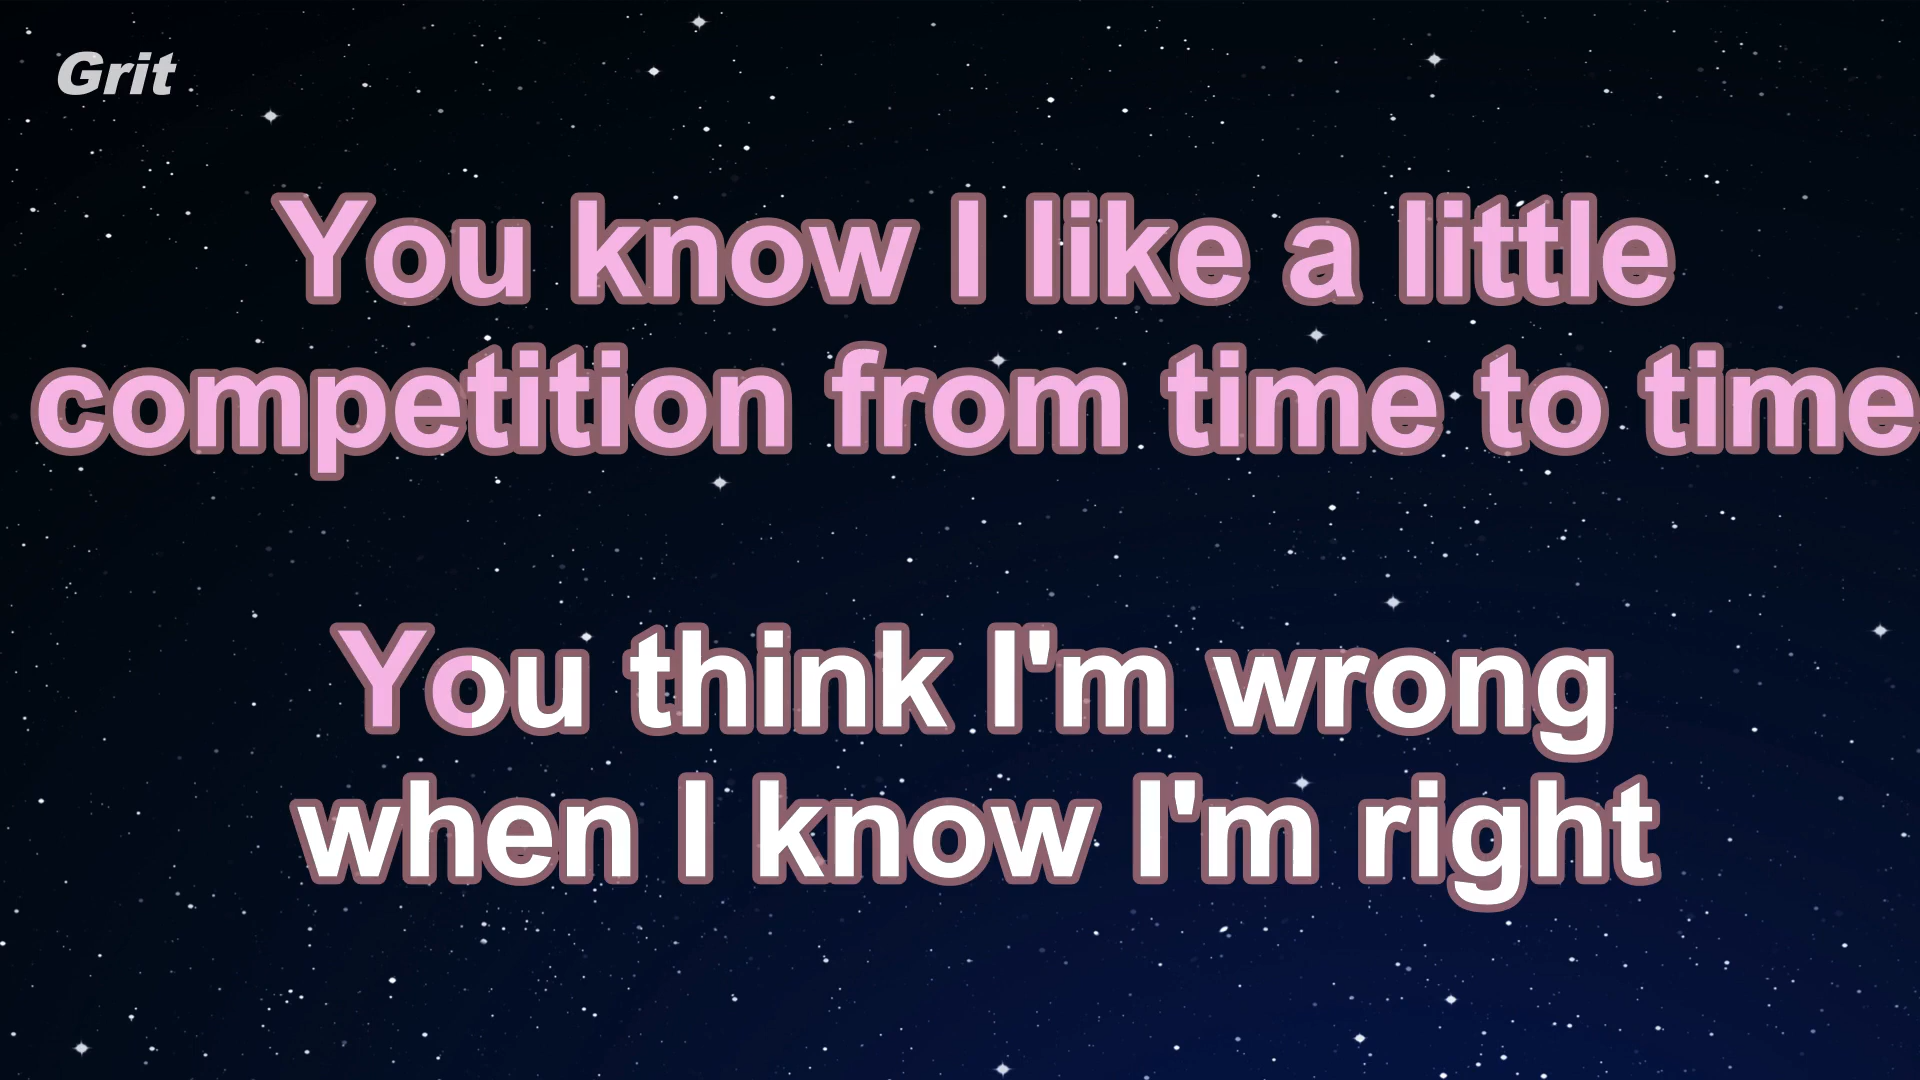 Grit
You know I like a little
competition from time to time
You think I'm wrong
when I know I'm right